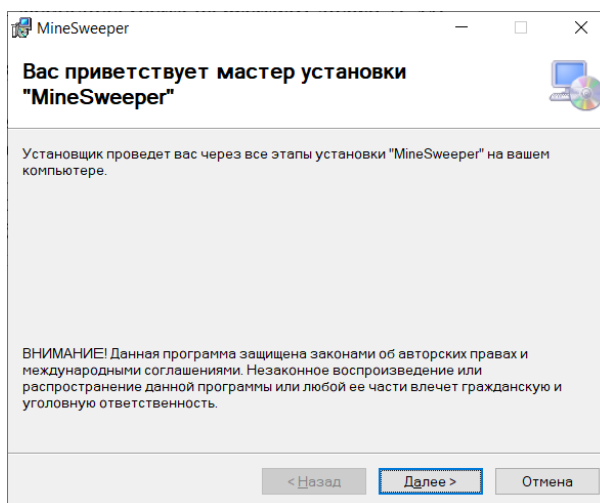 MineSweeper
Вас приветствует мастер установки
"MineSweeper"
Установщик проведет вас через все этапы установки "MineSweeper" на вашем
компьютере.
ВНИМАНИЕ! Данная программа защищена законами об авторских правах и
международными соглашениями. Незаконное воспроизведение или
распространение данной программы или любой ее части влечет гражданскую и
уголовную ответственность.
< Назад
Далее >
Отмена